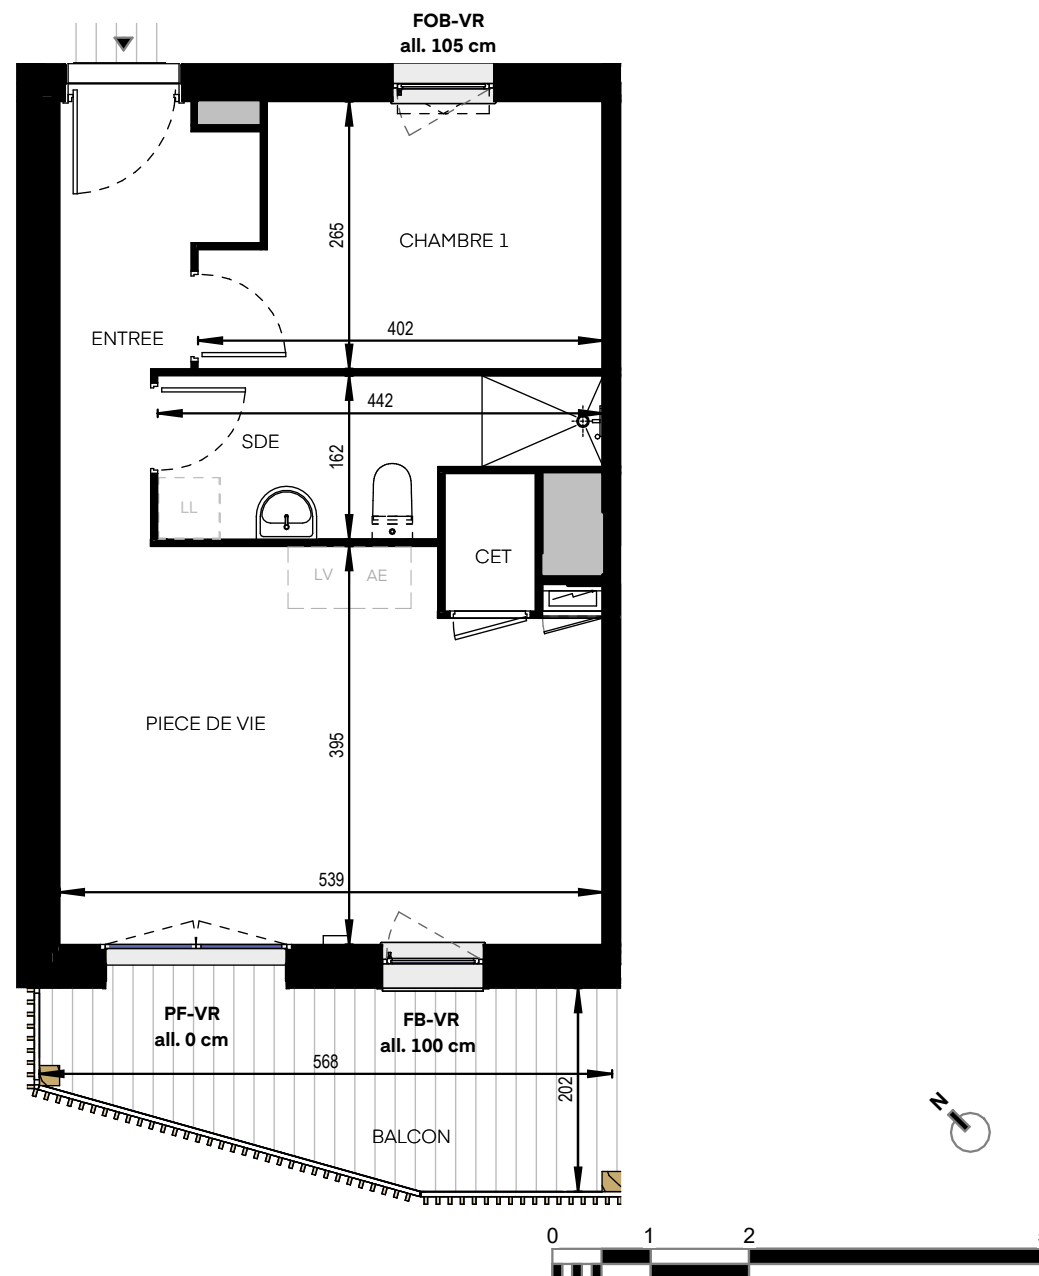 FOB-VR
all. 105 cm
265
CHAMBRE 1
402
ENTREE
442
SDE
162
LL
LV
AE
CET
PIECE DE VIE
395
539
PF-VR
all. 0 cm
FB-VR
all. 100 cm
568
202
BALCON
N
0
1
2